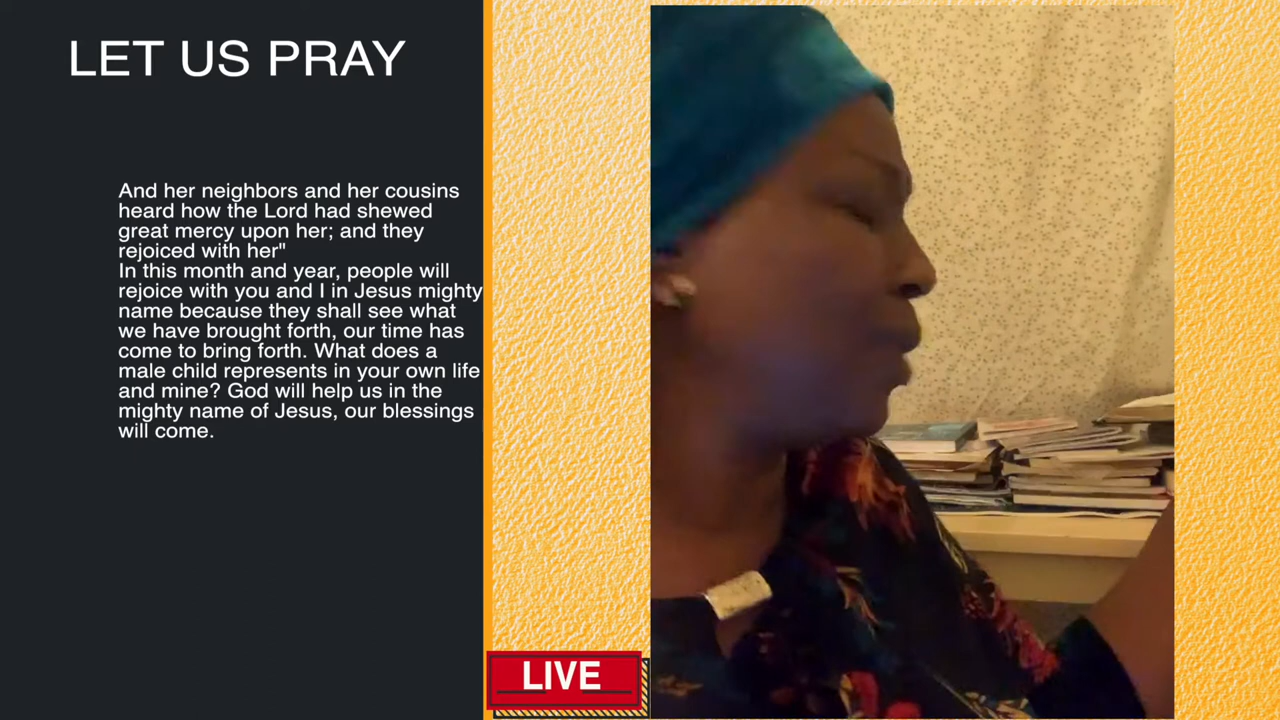 LET US PRAY
And her neighbors and her cousins
heard how the Lord had shewed
great mercy upon her; and they
rejoiced with her"
In this month and year, people will
rejoice with you and I in Jesus mighty
name because they shall see what
we have brought forth, our time has
come to bring forth. What does a
male child represents in your own life
and mine? God will help us in the
mighty name of Jesus, our blessings
will come.
LIVE